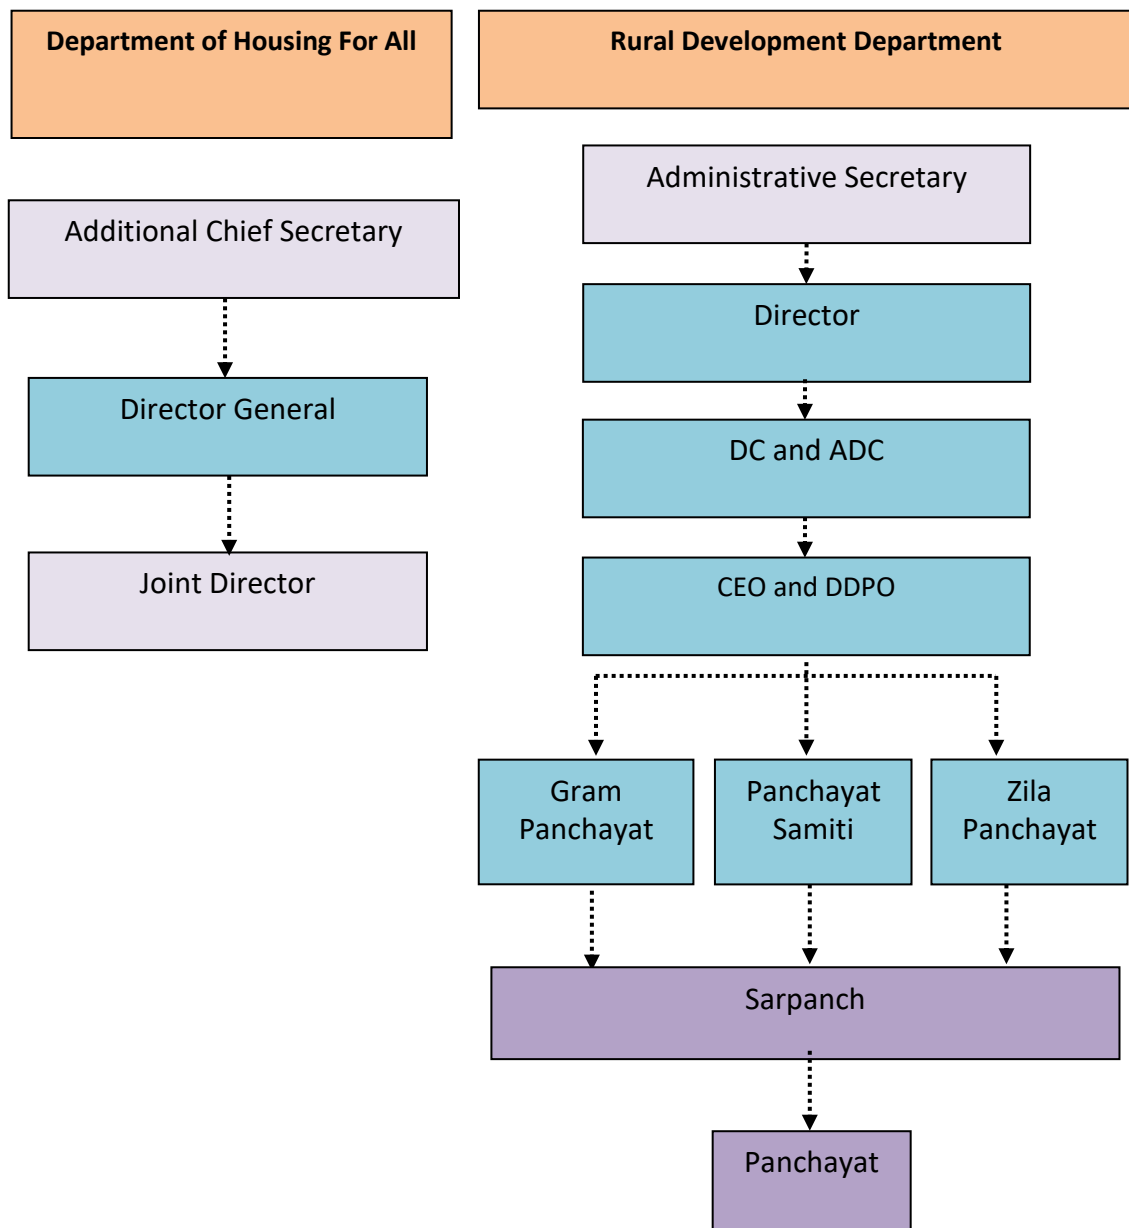 Department of Housing For All
Rural Development Department
Additional Chief Secretary
Director General
Joint Director
Administrative Secretary
Director
DC and ADC
CEO and DDPO
Gram
Panchayat
Panchayat
Samiti
Zila
Panchayat
Sarpanch
Panchayat